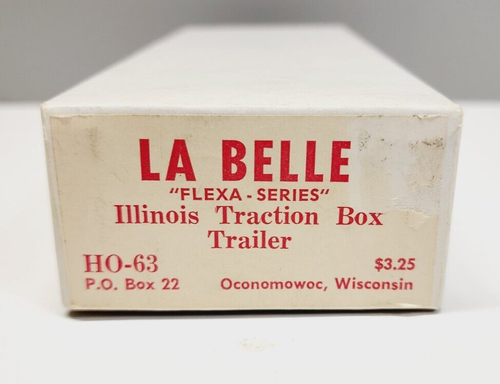 LA BELLE
"FLEXA-SERIES"
Illinois Traction Box
Trailer
HO-63 $3.25
P.O. Box 22 Oconomowoc, Wisconsin